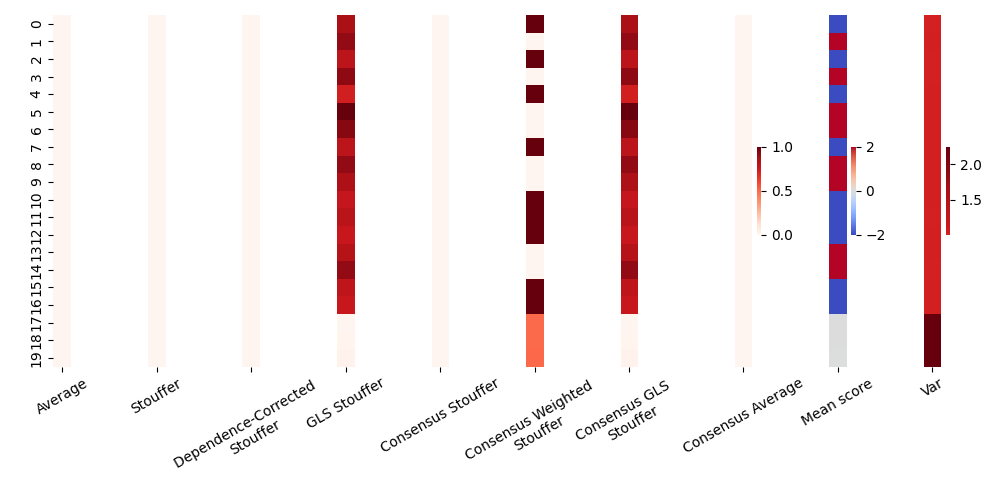 0
1
2
3
4
5
6
7
8
9
10
11
12
13
14
15
16
17
18
19
1.0
0.5
0.0
2
0
−2
2.0
1.5
Average
Stouffer
Dependence-Corrected
Stouffer
GLS Stouffer
Consensus Stouffer
Consensus Weighted
Stouffer
Consensus GLS
Stouffer
Consensus Average
Mean score
Var